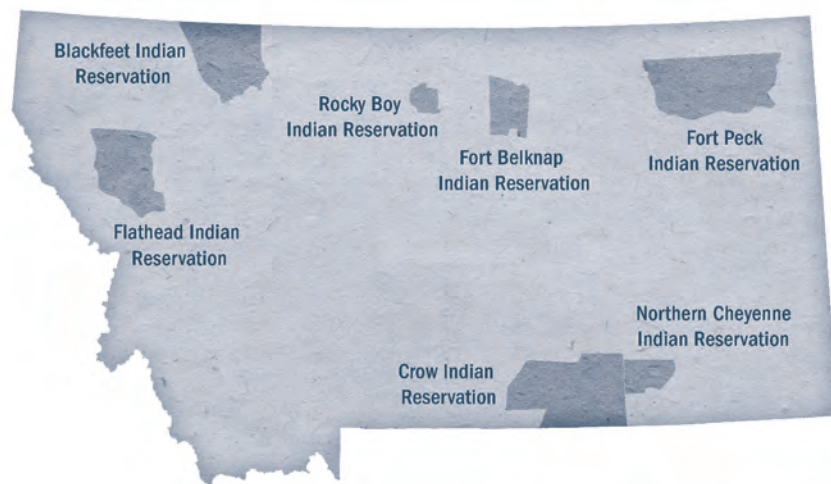 Blackfeet Indian
Reservation
Rocky Boy
Indian Reservation
Fort Belknap
Indian Reservation
Fort Peck
Indian Reservation
Flathead Indian
Reservation
Northern Cheyenne
Indian Reservation
Crow Indian
Reservation